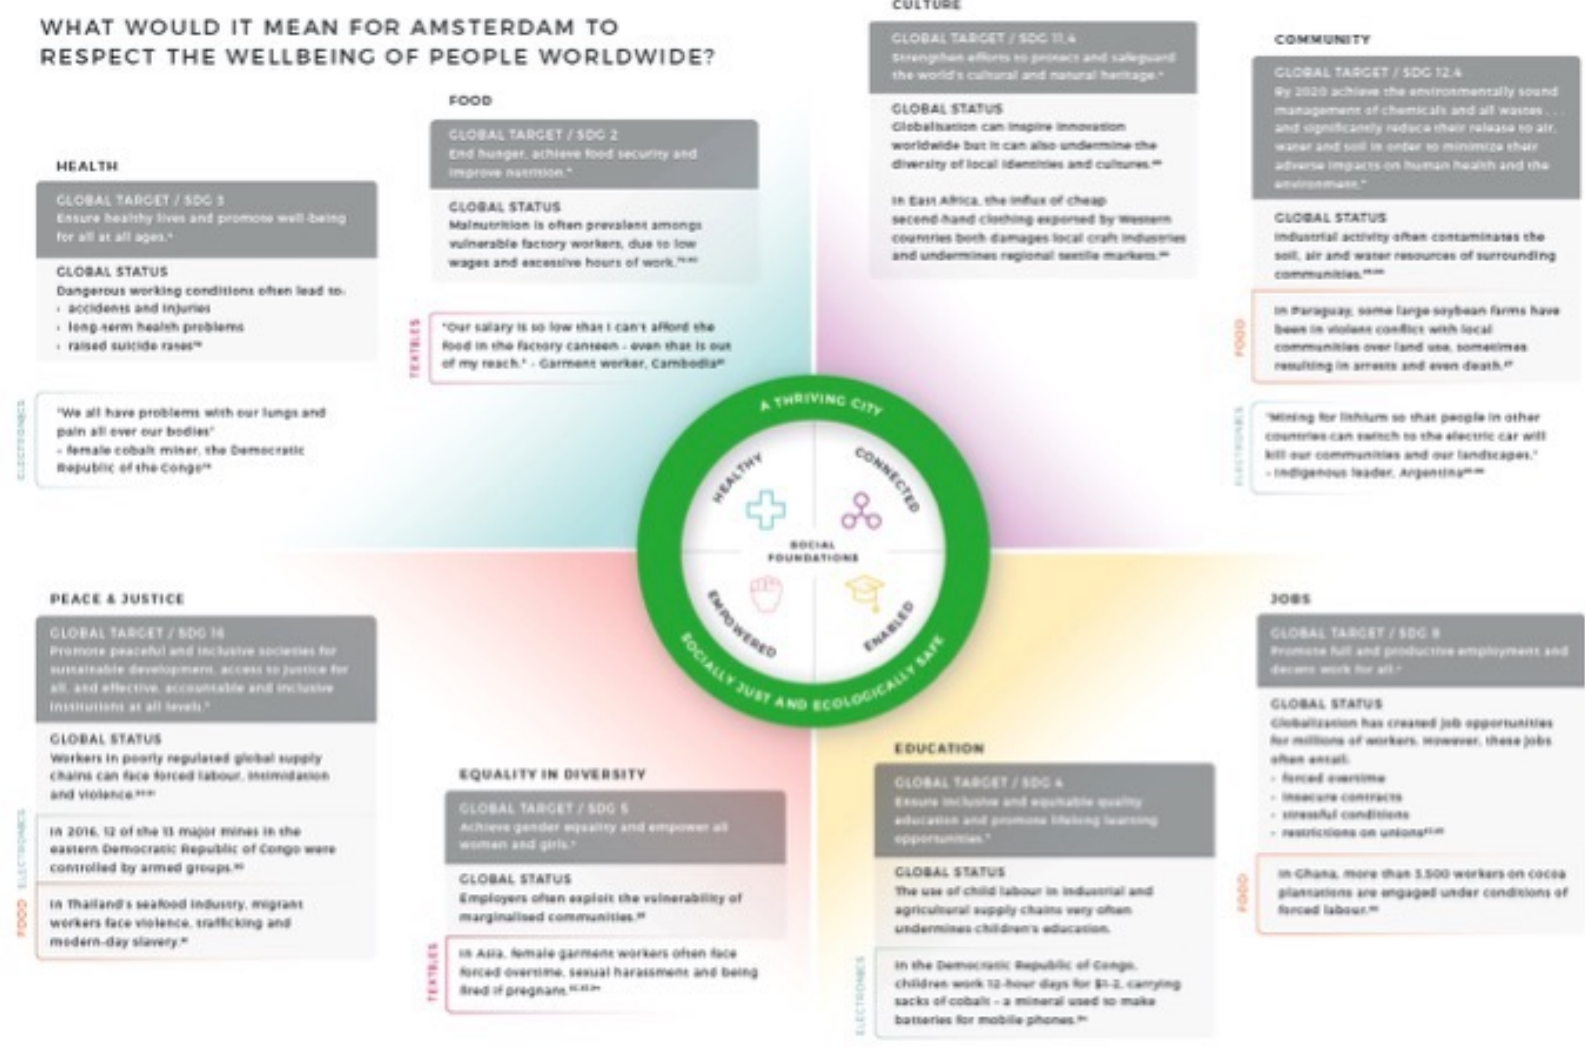 WHAT WOULD IT MEAN FOR AMSTERDAM TO
RESPECT THE WELLBEING OF PEOPLE WORLDWIDE?
HEALTH
GLOBAL TARGET / SDG 3
Ensure healthy lives and promote well-being
for all at all ages.
GLOBAL STATUS
Dangerous working conditions often lead to:
› accidents and injuries
› long-term health problems
› raised suicide rates
ELECTRONICS
"We all have problems with our lungs and
pain all over our bodies"
- female cobalt miner, the Democratic
Republic of the Congo
FOOD
GLOBAL TARGET / SDG 2
End hunger, achieve food security and
improve nutrition.
GLOBAL STATUS
Malnutrition is often prevalent amongs
vulnerable factory workers, due to low
wages and excessive hours of work.
TEXTILES
"Our salary is so low that I can't afford the
food in the factory canteen - even that is out
of my reach." - Garment worker, Cambodia
CULTURE
GLOBAL TARGET / SDG 11.4
Strengthen efforts to protect and safeguard
the world's cultural and natural heritage.
GLOBAL STATUS
Globalisation can inspire innovation
worldwide but it can also undermine the
diversity of local identities and cultures.
In East Africa, the influx of cheap
second-hand clothing exported by Western
countries both damages local craft industries
and undermines regional textile markets.
COMMUNITY
GLOBAL TARGET / SDG 12.4
By 2020 achieve the environmentally sound
management of chemicals and all wastes . . .
and significantly reduce their release to air,
water and soil in order to minimize their
adverse impacts on human health and the
environment.
GLOBAL STATUS
Industrial activity often contaminates the
soil, air and water resources of surrounding
communities.
FOOD
In Paraguay, some large soybean farms have
been in violent conflict with local
communities over land use, sometimes
resulting in arrests and even death.
ELECTRONICS
"Mining for lithium so that people in other
countries can switch to the electric car will
kill our communities and our landscapes."
- Indigenous leader, Argentina
A THRIVING CITY
HEALTHY
CONNECTED
SOCIAL
FOUNDATIONS
EMPOWERED
ENABLED
SOCIALLY JUST AND ECOLOGICALLY SAFE
PEACE & JUSTICE
GLOBAL TARGET / SDG 16
Promote peaceful and inclusive societies for
sustainable development, access to justice for
all, and effective, accountable and inclusive
institutions at all levels.
GLOBAL STATUS
Workers in poorly regulated global supply
chains can face forced labour, intimidation
and violence.
ELECTRONICS
In 2016, 12 of the 13 major mines in the
eastern Democratic Republic of Congo were
controlled by armed groups.
FOOD
In Thailand's seafood industry, migrant
workers face violence, trafficking and
modern-day slavery.
EQUALITY IN DIVERSITY
GLOBAL TARGET / SDG 5
Achieve gender equality and empower all
women and girls.
GLOBAL STATUS
Employers often exploit the vulnerability of
marginalised communities.
TEXTILES
In Asia, female garment workers often face
forced overtime, sexual harassment and being
fired if pregnant.
EDUCATION
GLOBAL TARGET / SDG 4
Ensure inclusive and equitable quality
education and promote lifelong learning
opportunities.
GLOBAL STATUS
The use of child labour in industrial and
agricultural supply chains very often
undermines children's education.
ELECTRONICS
In the Democratic Republic of Congo,
children work 12-hour days for $1-2, carrying
sacks of cobalt - a mineral used to make
batteries for mobile phones.
JOBS
GLOBAL TARGET / SDG 8
Promote full and productive employment and
decent work for all.
GLOBAL STATUS
Globalization has created job opportunities
for millions of workers. However, these jobs
often entail:
- forced overtime
- insecure contracts
- stressful conditions
- restrictions on unions
FOOD
In Ghana, more than 3,500 workers on cocoa
plantations are engaged under conditions of
forced labour.